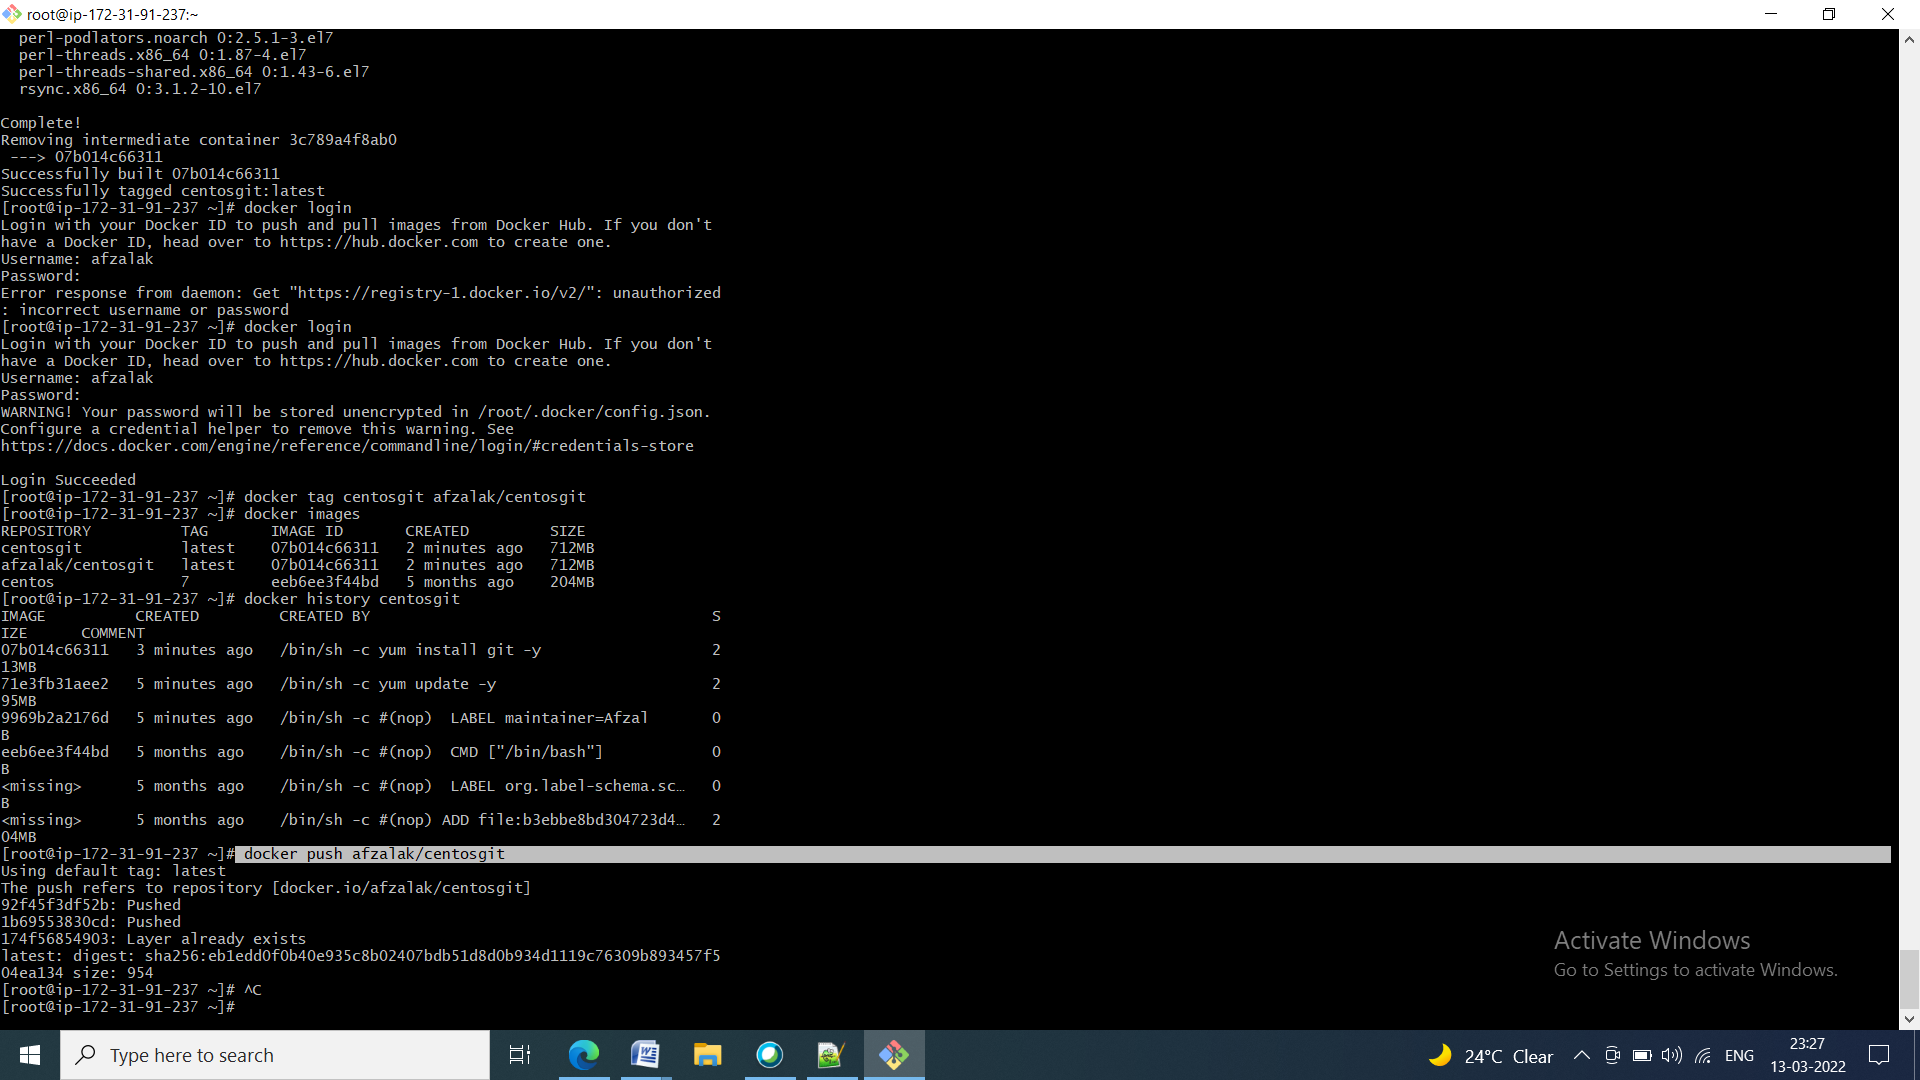 root@ip-172-31-91-237:~
perl-podlators.noarch 0:2.5.1-3.el7
perl-threads.x86_64 0:1.87-4.el7
perl-threads-shared.x86_64 0:1.43-6.el7
rsync.x86_64 0:3.1.2-10.el7
Complete!
Removing intermediate container 3c789a4f8ab0
---> 07b014c66311
Successfully built 07b014c66311
Successfully tagged centosgit:latest
[root@ip-172-31-91-237 ~]# docker login
Login with your Docker ID to push and pull images from Docker Hub. If you don't
have a Docker ID, head over to https://hub.docker.com to create one.
Username: afzalak
Password:
Error response from daemon: Get "https://registry-1.docker.io/v2/": unauthorized
: incorrect username or password
[root@ip-172-31-91-237 ~]# docker login
Login with your Docker ID to push and pull images from Docker Hub. If you don't
have a Docker ID, head over to https://hub.docker.com to create one.
Username: afzalak
Password:
WARNING! Your password will be stored unencrypted in /root/.docker/config.json.
Configure a credential helper to remove this warning. See
https://docs.docker.com/engine/reference/commandline/login/#credentials-store
Login Succeeded
[root@ip-172-31-91-237 ~]# docker tag centosgit afzalak/centosgit
[root@ip-172-31-91-237 ~]# docker images
REPOSITORY          TAG       IMAGE ID       CREATED         SIZE
centosgit           latest    07b014c66311   2 minutes ago   712MB
afzalak/centosgit   latest    07b014c66311   2 minutes ago   712MB
centos              7         eeb6ee3f44bd   5 months ago    204MB
[root@ip-172-31-91-237 ~]# docker history centosgit
IMAGE          CREATED         CREATED BY                                      S
IZE      COMMENT
07b014c66311   3 minutes ago   /bin/sh -c yum install git -y                   2
13MB
71e3fb31aee2   5 minutes ago   /bin/sh -c yum update -y                        2
95MB
9969b2a2176d   5 minutes ago   /bin/sh -c #(nop)  LABEL maintainer=Afzal       0
B
eeb6ee3f44bd   5 months ago    /bin/sh -c #(nop)  CMD ["/bin/bash"]            0
B
<missing>      5 months ago    /bin/sh -c #(nop)  LABEL org.label-schema.sc…   0
B
<missing>      5 months ago    /bin/sh -c #(nop) ADD file:b3ebbe8bd304723d4…   2
04MB
[root@ip-172-31-91-237 ~]# docker push afzalak/centosgit
Using default tag: latest
The push refers to repository [docker.io/afzalak/centosgit]
92f45f3df52b: Pushed
1b69553830cd: Pushed
174f56854903: Layer already exists
latest: digest: sha256:eb1edd0f0b40e935c8b02407bdb51d8d0b934d1119c76309b893457f5
04ea134 size: 954
[root@ip-172-31-91-237 ~]# ^C
[root@ip-172-31-91-237 ~]#
Activate Windows
Go to Settings to activate Windows.
Type here to search
24°C Clear
ENG
23:27
13-03-2022